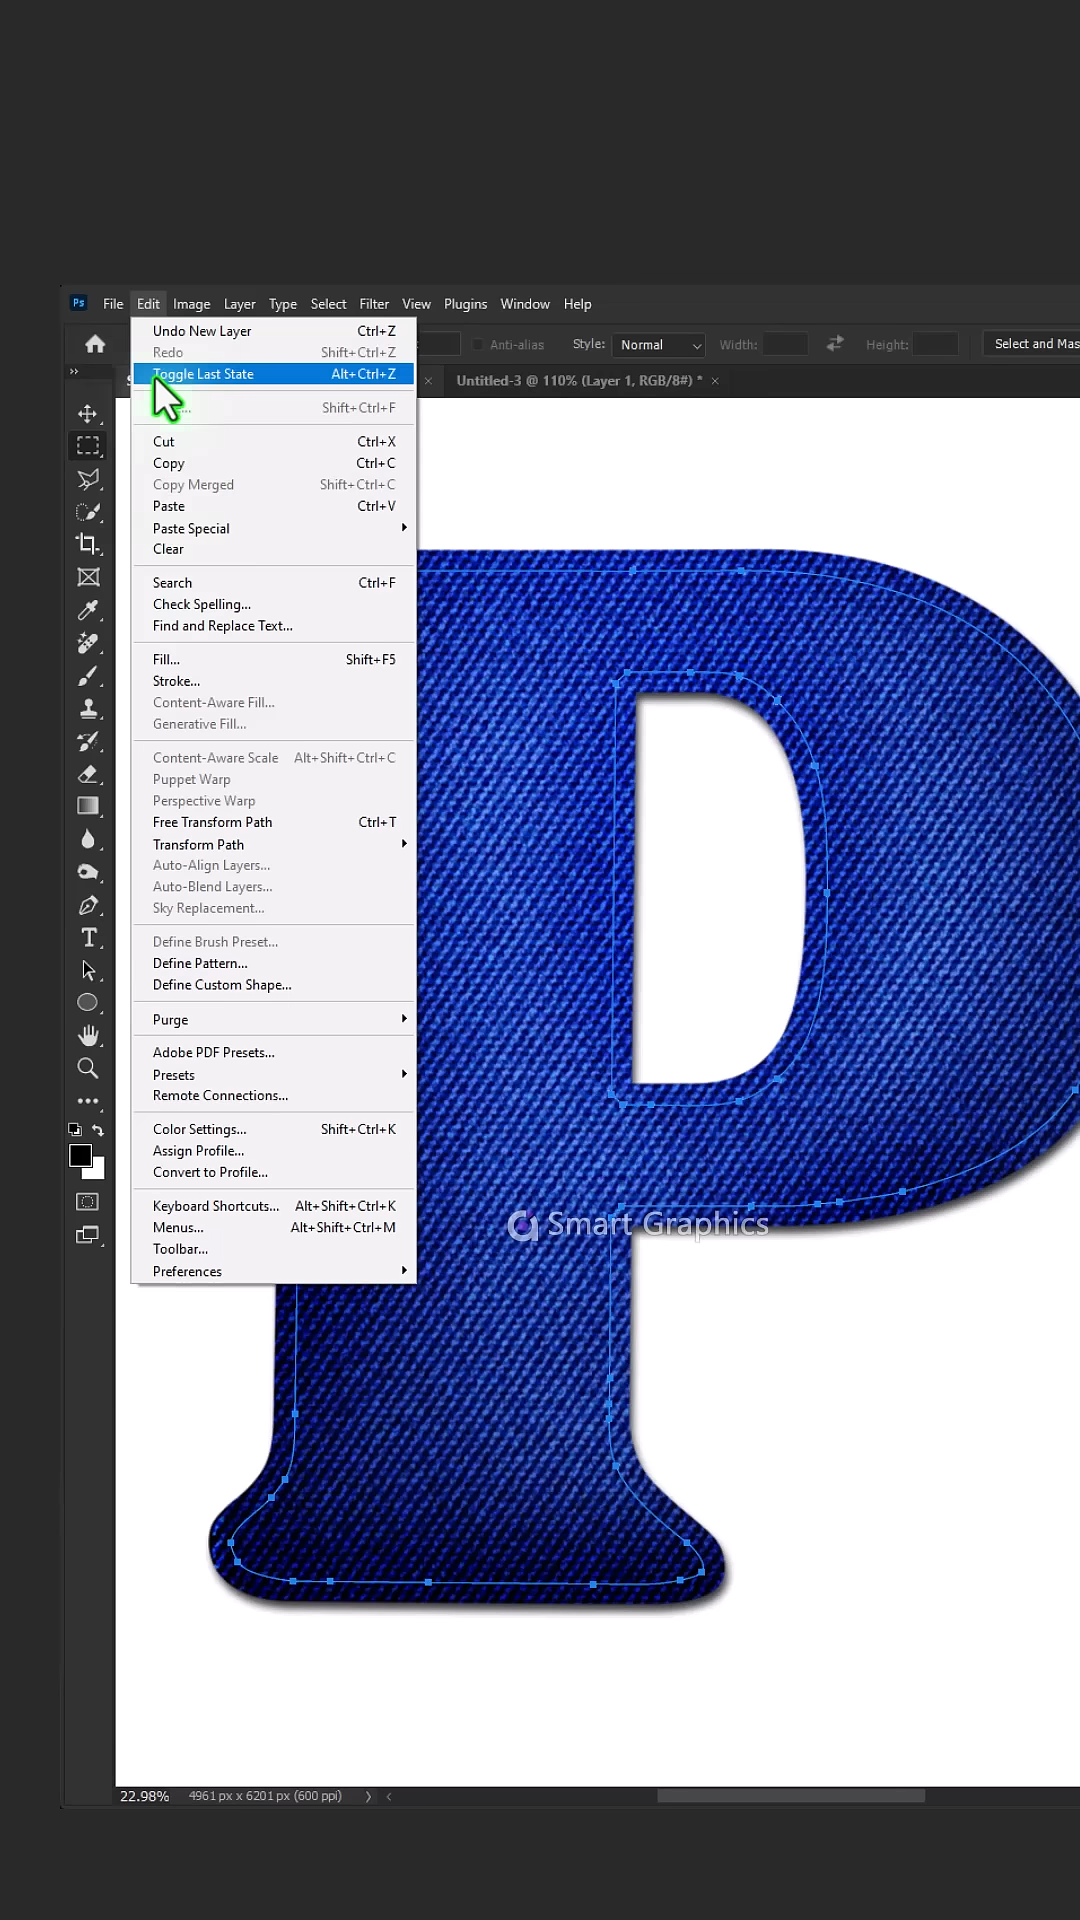 Ps File Edit Image Layer Type Select Filter View Plugins Window Help
Anti-alias Style: Normal Width: Height: Select and Mas
Untitled-3 @ 110% (Layer 1, RGB/8#) *
Undo New Layer Ctrl+Z
Redo Shift+Ctrl+Z
Toggle Last State Alt+Ctrl+Z
Shift+Ctrl+F
Cut Ctrl+X
Copy Ctrl+C
Copy Merged Shift+Ctrl+C
Paste Ctrl+V
Paste Special
Clear
Search Ctrl+F
Check Spelling...
Find and Replace Text...
Fill... Shift+F5
Stroke...
Content-Aware Fill...
Generative Fill...
Content-Aware Scale Alt+Shift+Ctrl+C
Puppet Warp
Perspective Warp
Free Transform Path Ctrl+T
Transform Path
Auto-Align Layers...
Auto-Blend Layers...
Sky Replacement...
Define Brush Preset...
Define Pattern...
Define Custom Shape...
Purge
Adobe PDF Presets...
Presets
Remote Connections...
Color Settings... Shift+Ctrl+K
Assign Profile...
Convert to Profile...
Keyboard Shortcuts... Alt+Shift+Ctrl+K
Menus... Alt+Shift+Ctrl+M
Toolbar...
Preferences
P
Smart Graphics
22.98% 4961 px x 6201 px (600 ppi)